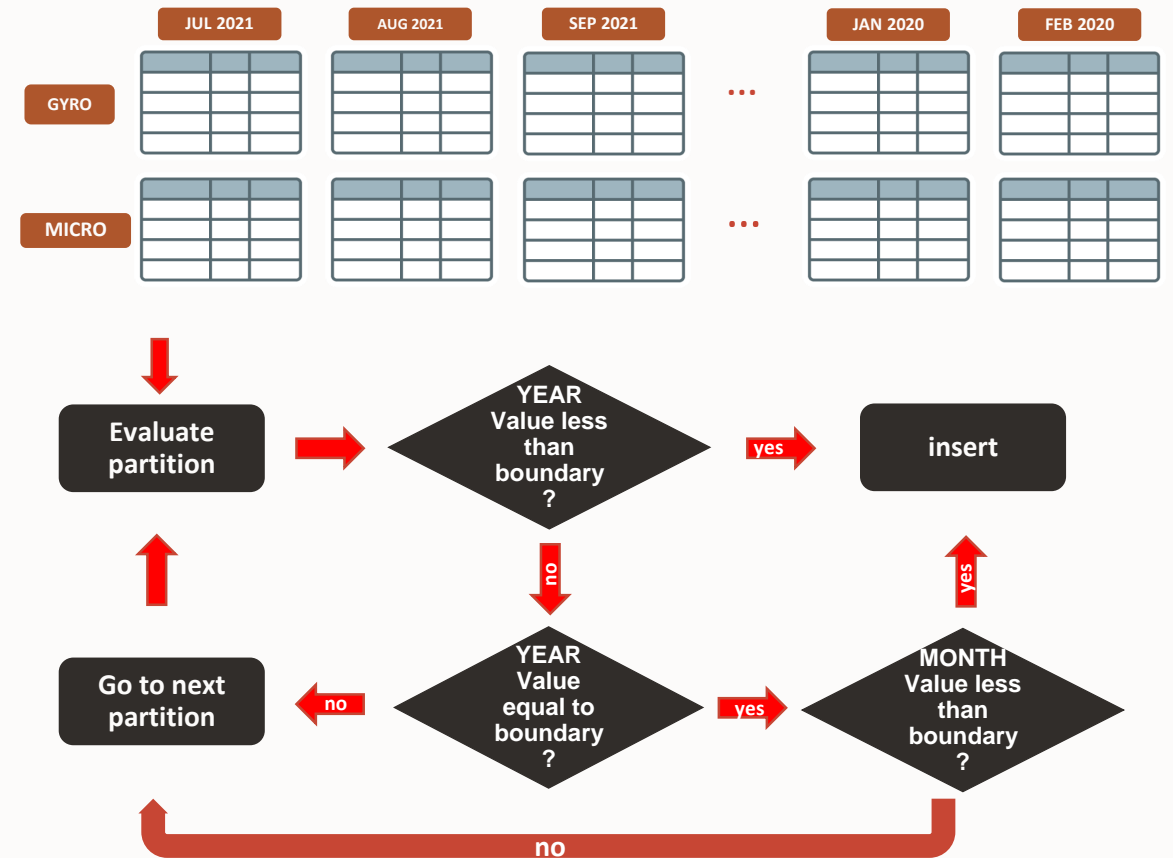 JUL 2021
AUG 2021
SEP 2021
JAN 2020
FEB 2020
GYRO
...
MICRO
...
Evaluate
partition
YEAR
Value less
than
boundary
?
yes
insert
no
yes
Go to next
partition
no
YEAR
Value
equal to
boundary
?
yes
MONTH
Value less
than
boundary
?
no